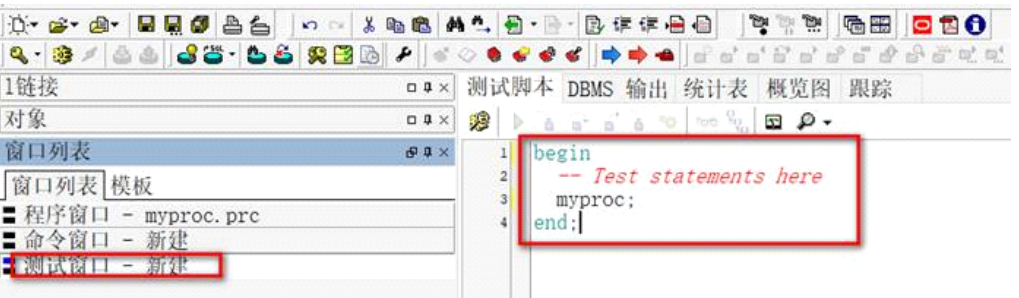 1链接
对象
窗口列表
窗口列表 模板
程序窗口 - myproc.prc
命令窗口 - 新建
测试窗口 - 新建
测试脚本 DBMS 输出 统计表 概览图 跟踪
1 begin
2 -- Test statements here
3 myproc;
4 end;